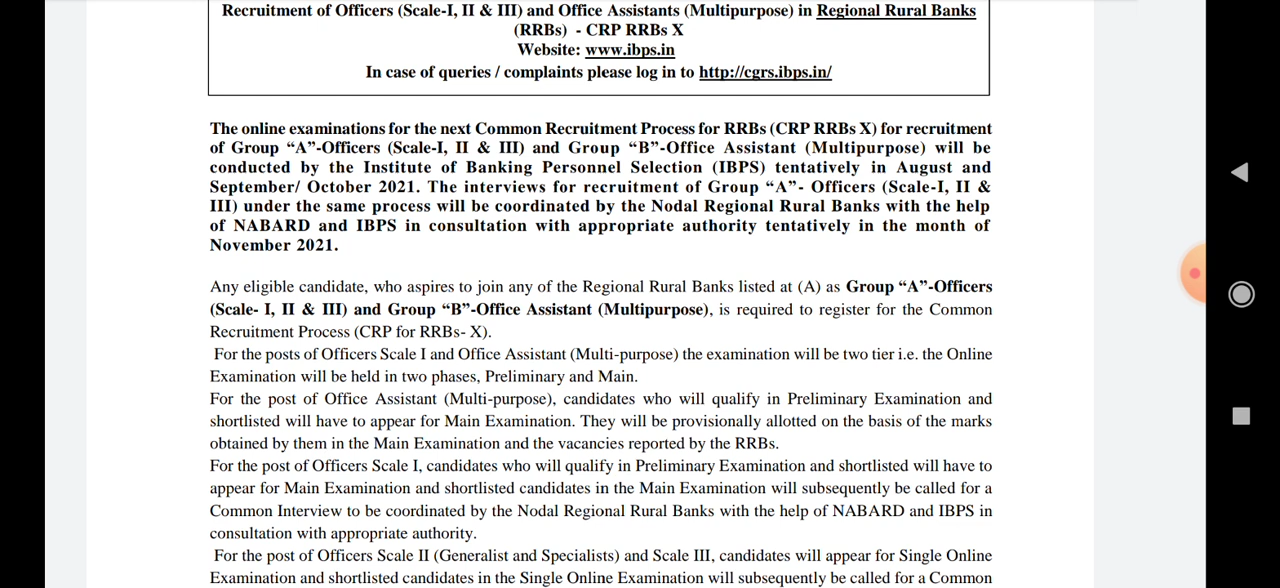 Recruitment of Officers (Scale-I, II & III) and Office Assistants (Multipurpose) in Regional Rural Banks
(RRBs)  - CRP RRBs X
Website: www.ibps.in
In case of queries / complaints please log in to http://cgrs.ibps.in/
The online examinations for the next Common Recruitment Process for RRBs (CRP RRBs X) for recruitment
of Group “A”-Officers (Scale-I, II & III) and Group “B”-Office Assistant (Multipurpose) will be
conducted by the Institute of Banking Personnel Selection (IBPS) tentatively in August and
September/ October 2021. The interviews for recruitment of Group “A”- Officers (Scale-I, II &
III) under the same process will be coordinated by the Nodal Regional Rural Banks with the help
of NABARD and IBPS in consultation with appropriate authority tentatively in the month of
November 2021.
Any eligible candidate, who aspires to join any of the Regional Rural Banks listed at (A) as Group “A”-Officers
(Scale- I, II & III) and Group “B”-Office Assistant (Multipurpose), is required to register for the Common
Recruitment Process (CRP for RRBs- X).
For the posts of Officers Scale I and Office Assistant (Multi-purpose) the examination will be two tier i.e. the Online
Examination will be held in two phases, Preliminary and Main.
For the post of Office Assistant (Multi-purpose), candidates who will qualify in Preliminary Examination and
shortlisted will have to appear for Main Examination. They will be provisionally allotted on the basis of the marks
obtained by them in the Main Examination and the vacancies reported by the RRBs.
For the post of Officers Scale I, candidates who will qualify in Preliminary Examination and shortlisted will have to
appear for Main Examination and shortlisted candidates in the Main Examination will subsequently be called for a
Common Interview to be coordinated by the Nodal Regional Rural Banks with the help of NABARD and IBPS in
consultation with appropriate authority.
For the post of Officers Scale II (Generalist and Specialists) and Scale III, candidates will appear for Single Online
Examination and shortlisted candidates in the Single Online Examination will subsequently be called for a Common